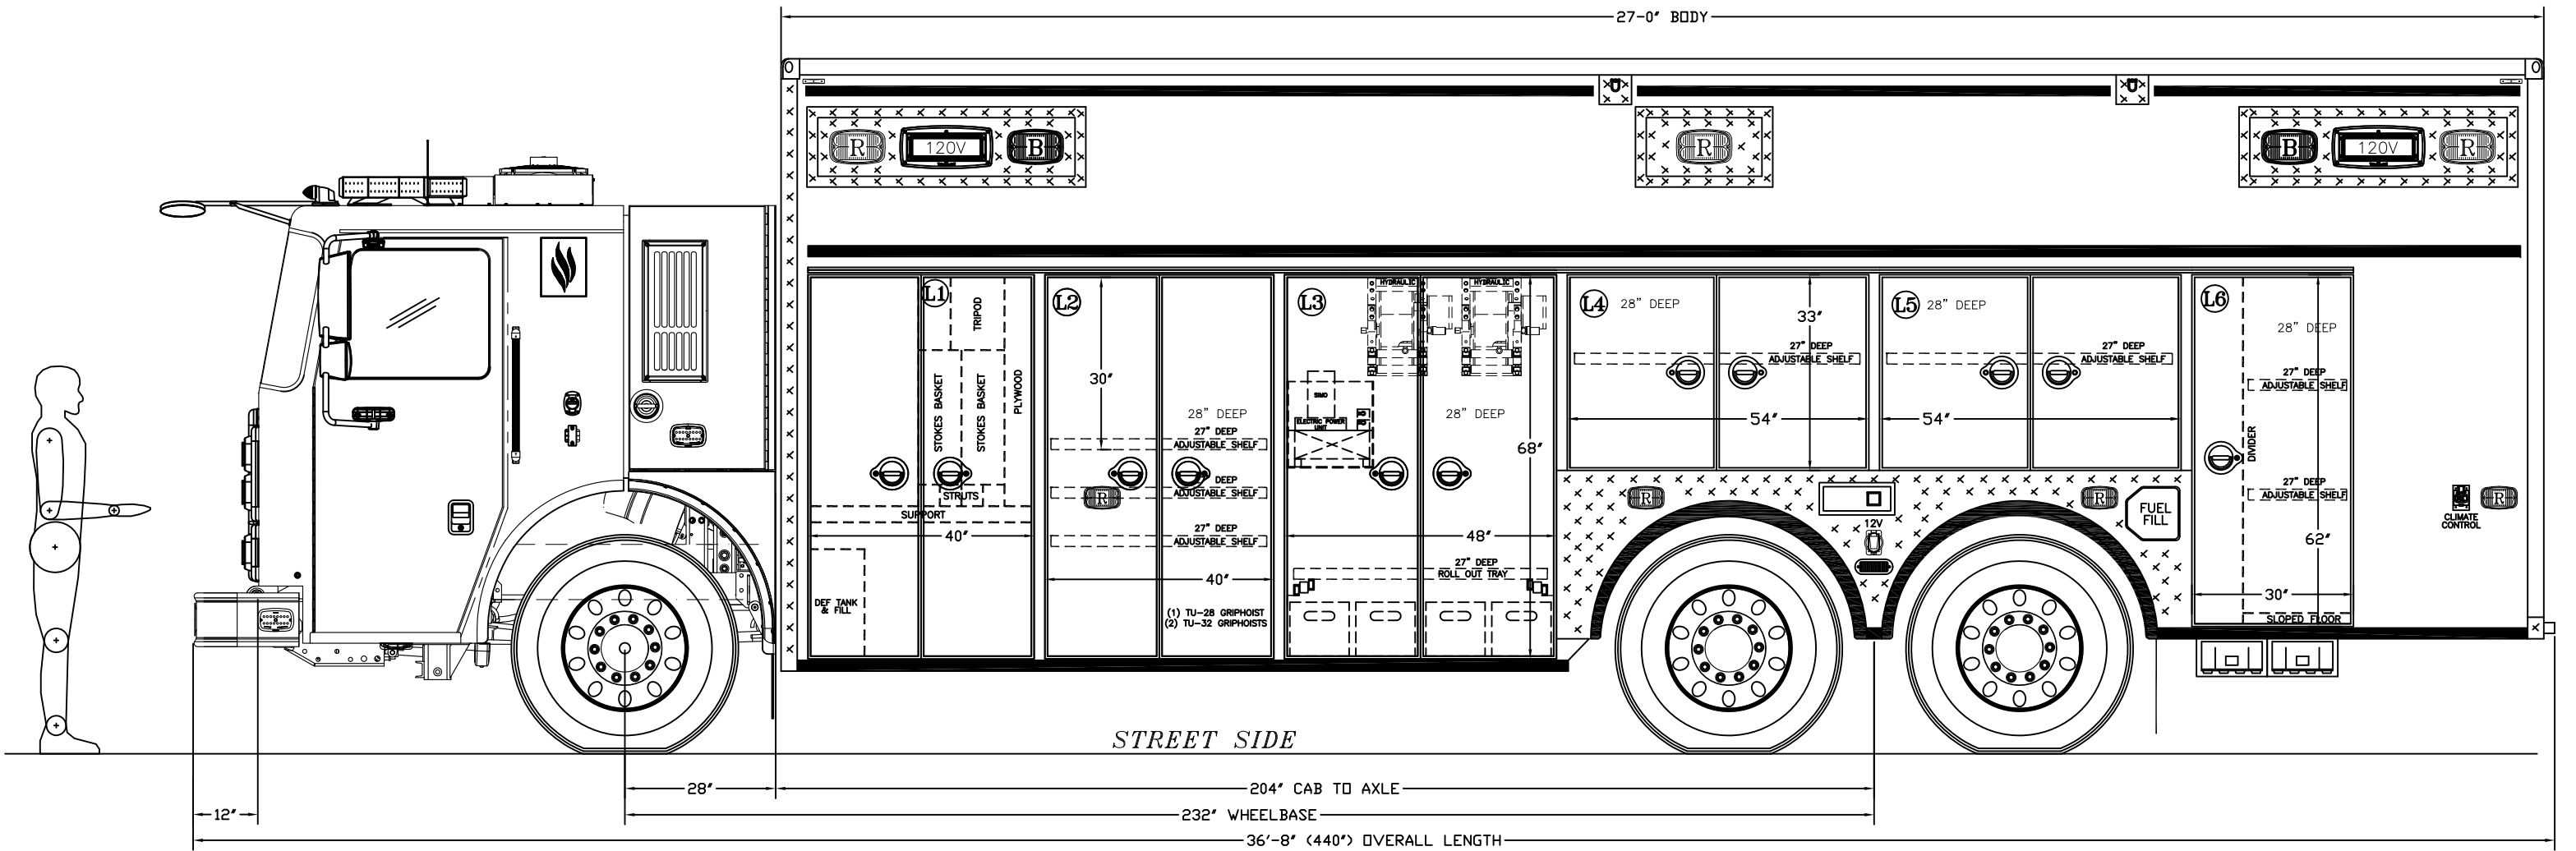 27-0" BODY
R
120V
B
R
B
120V
R
L1
TRIPOD
STOKES BASKET
STOKES BASKET
PLYWOOD
STRUTS
SUPPORT
40"
DEF TANK
& FILL
L2
30"
28" DEEP
27" DEEP
ADJUSTABLE SHELF
R
DEEP
ADJUSTABLE SHELF
27" DEEP
ADJUSTABLE SHELF
40"
(1) TU-28 GRIPHOIST
(2) TU-32 GRIPHOISTS
L3
HYDRAULIC
HYDRAULIC
SIMO
ELECTRIC POWER
UNIT
28" DEEP
68"
48"
27" DEEP
ROLL OUT TRAY
L4
28" DEEP
33"
27" DEEP
ADJUSTABLE SHELF
54"
L5
28" DEEP
27" DEEP
ADJUSTABLE SHELF
54"
R
12V
R
FUEL
FILL
L6
28" DEEP
27" DEEP
ADJUSTABLE SHELF
DIVIDER
27" DEEP
ADJUSTABLE SHELF
62"
30"
SLOPED FLOOR
CLIMATE
CONTROL
R
STREET SIDE
28"
204" CAB TO AXLE
12"
232" WHEELBASE
36'-8" (440") OVERALL LENGTH